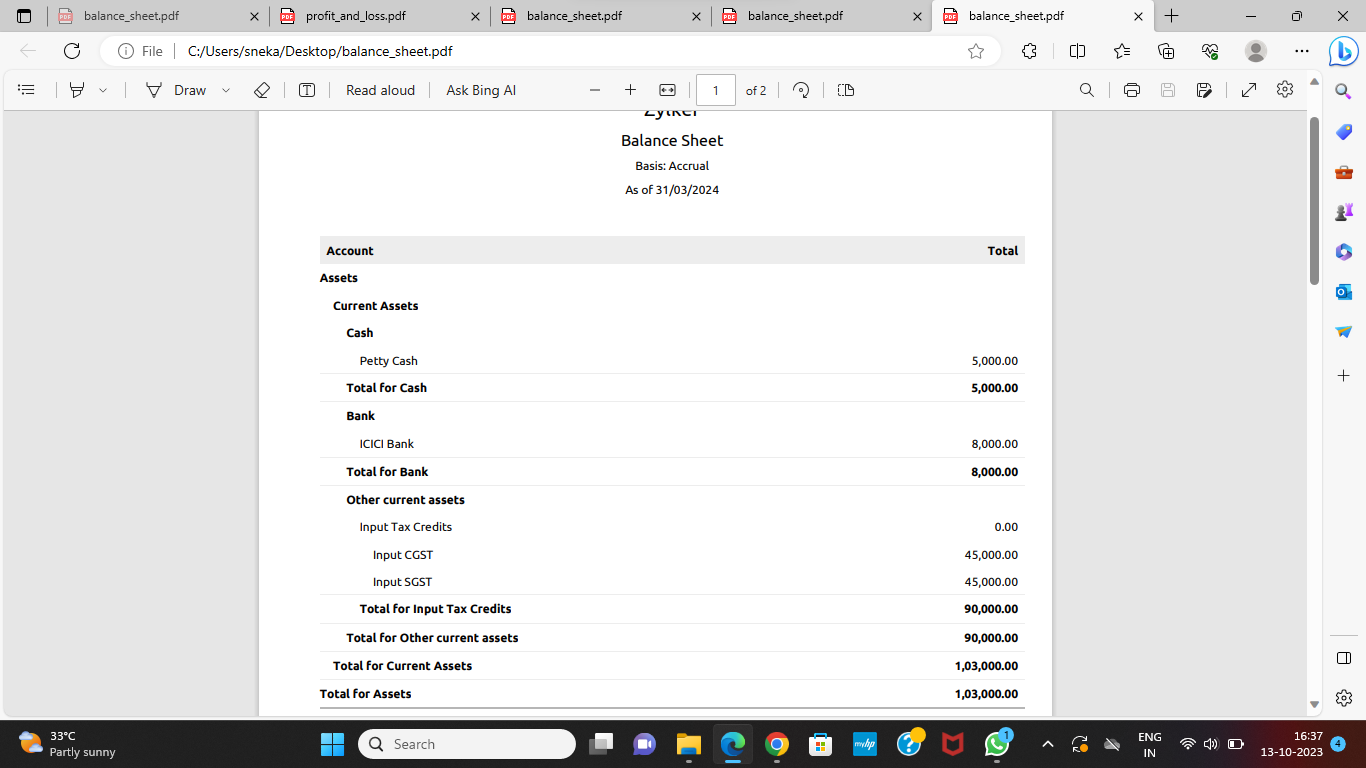 balance_sheet.pdf profit_and_loss.pdf balance_sheet.pdf balance_sheet.pdf balance_sheet.pdf
File C:/Users/sneka/Desktop/balance_sheet.pdf
Draw Read aloud Ask Bing AI 1 of 2
Zylker
Balance Sheet
Basis: Accrual
As of 31/03/2024
Account Total
Assets
Current Assets
Cash
Petty Cash 5,000.00
Total for Cash 5,000.00
Bank
ICICI Bank 8,000.00
Total for Bank 8,000.00
Other current assets
Input Tax Credits 0.00
Input CGST 45,000.00
Input SGST 45,000.00
Total for Input Tax Credits 90,000.00
Total for Other current assets 90,000.00
Total for Current Assets 1,03,000.00
Total for Assets 1,03,000.00
33°C
Partly sunny
Search
myhp
1
ENG
IN
16:37
13-10-2023
4